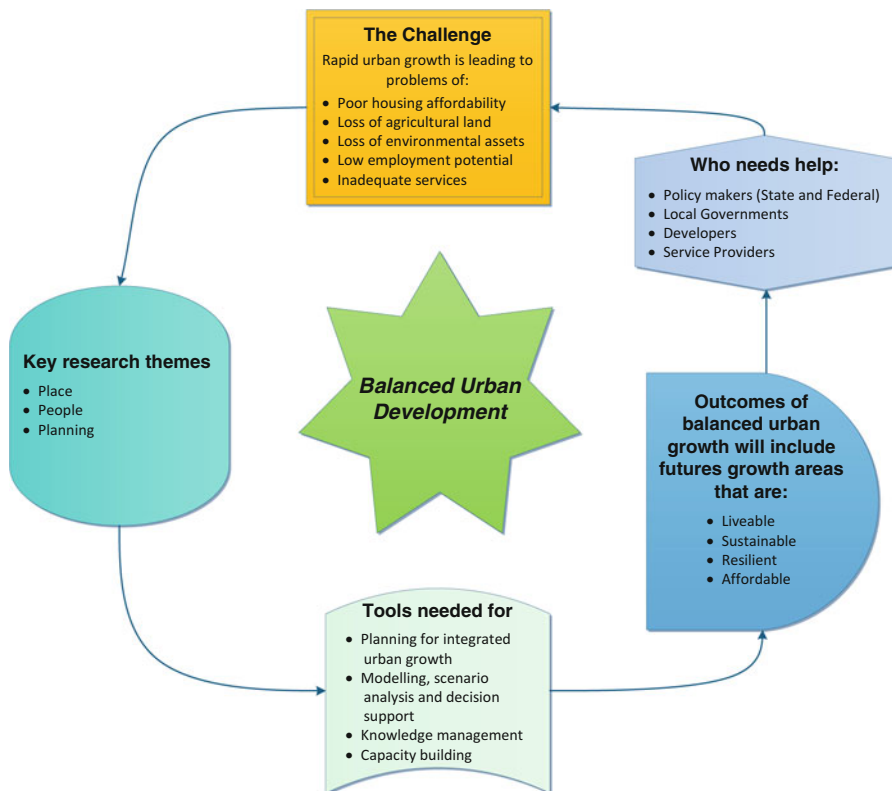 The Challenge
Rapid urban growth is leading to
problems of:
• Poor housing affordability
• Loss of agricultural land
• Loss of environmental assets
• Low employment potential
• Inadequate services
Who needs help:
• Policy makers (State and Federal)
• Local Governments
• Developers
• Service Providers
Key research themes
• Place
• People
• Planning
Balanced Urban
Development
Outcomes of
balanced urban
growth will include
futures growth areas
that are:
• Liveable
• Sustainable
• Resilient
• Affordable
Tools needed for
• Planning for integrated
urban growth
• Modelling, scenario
analysis and decision
support
• Knowledge management
• Capacity building